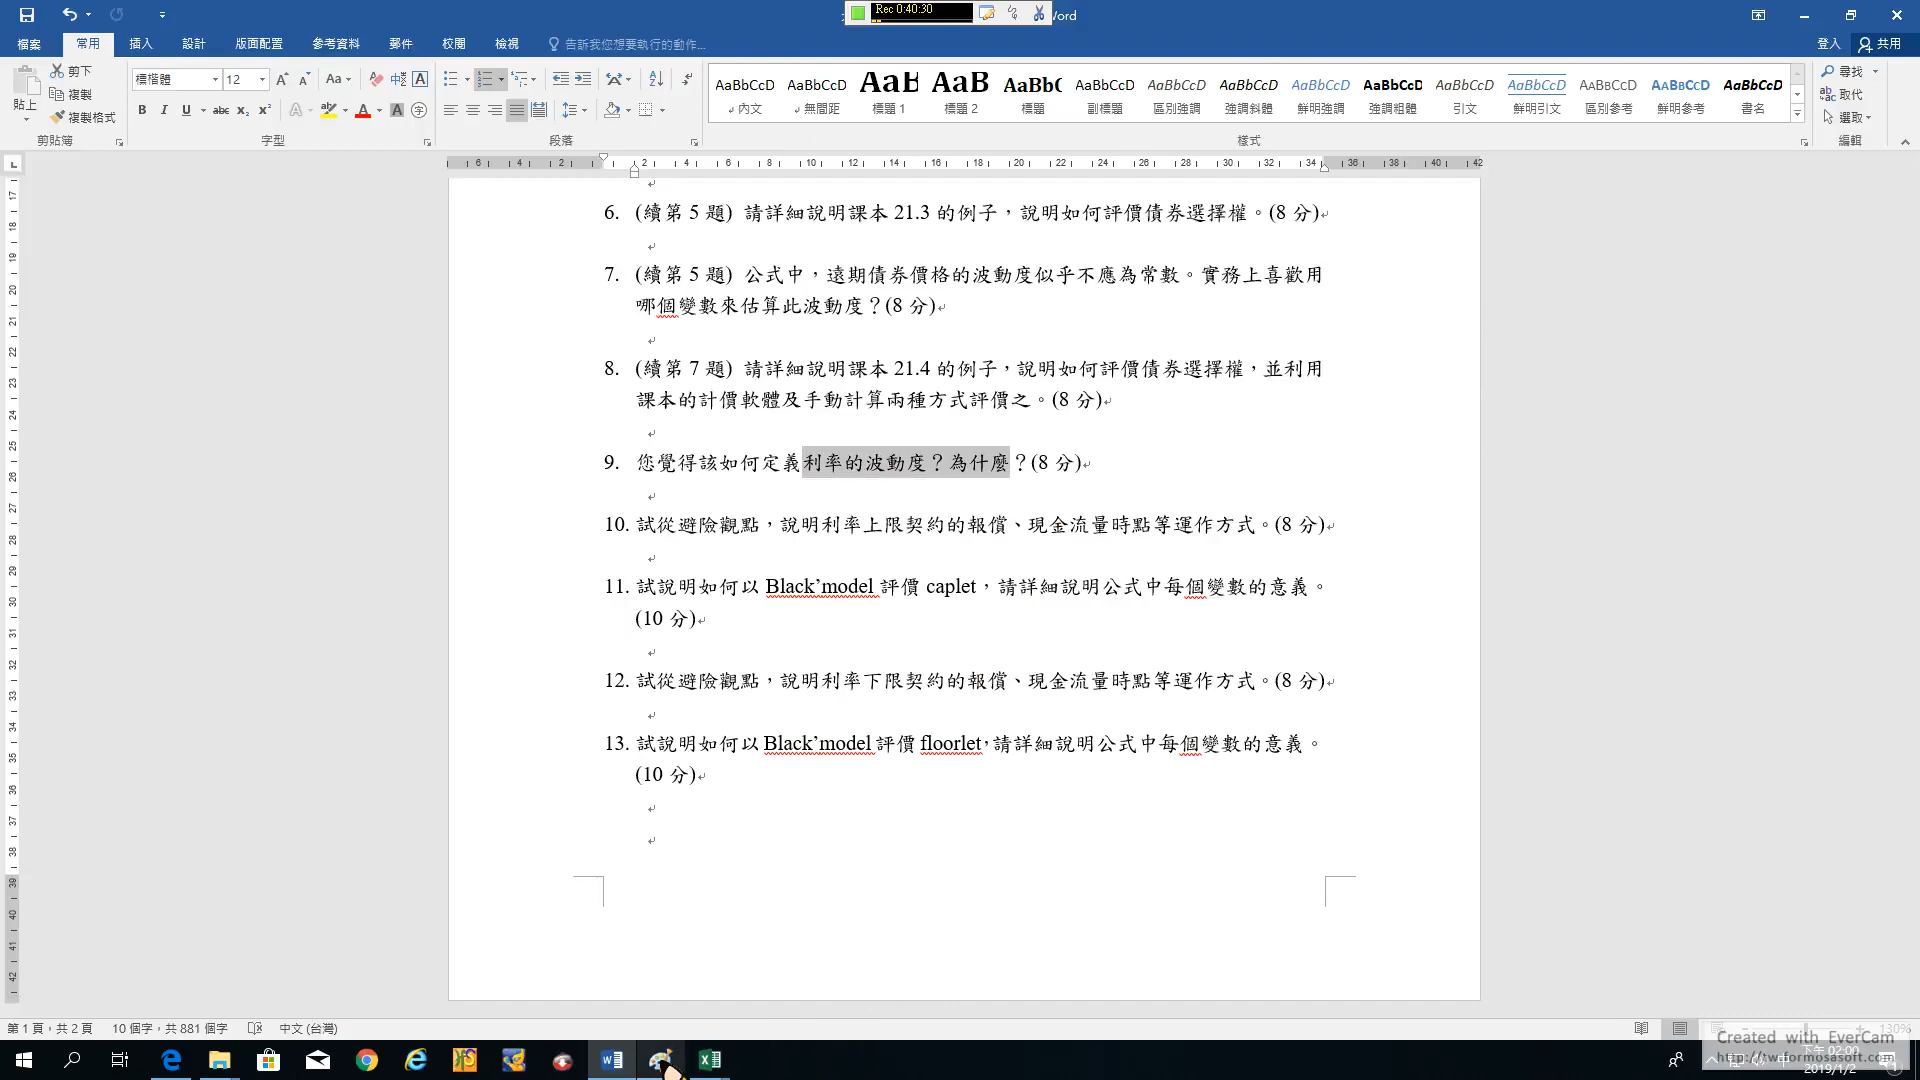 Rec 0:40:30
Word
檔案 常用 插入 設計 版面配置 參考資料 郵件 校閱 檢視 告訴我您想要執行的動作... 登入 共用
貼上 剪下 複製 複製格式
標楷體 12
AaBbCcD AaBbCcD AaB AaB AaBb( AaBbCcD AaBbCcD AaBbCcD AaBbCcD AaBbCcD AaBbCcD AaBbCcD AaBbCcD AaBbCcD AaBbCcD
內文 無間距 標題 1 標題 2 標題 副標題 區別強調 強調斜體 鮮明強調 強調粗體 引文 鮮明引文 區別參考 鮮明參考 書名
尋找 取代 選取
剪貼簿 字型 段落 樣式 編輯
6. (續第 5 題) 請詳細說明課本 21.3 的例子，說明如何評價債券選擇權。(8 分)
7. (續第 5 題) 公式中，遠期債券價格的波動度似乎不應為常數。實務上喜歡用
哪個變數來估算此波動度？(8 分)
8. (續第 7 題) 請詳細說明課本 21.4 的例子，說明如何評價債券選擇權，並利用
課本的計價軟體及手動計算兩種方式評價之。(8 分)
9. 您覺得該如何定義利率的波動度？為什麼？(8 分)
10. 試從避險觀點，說明利率上限契約的報償、現金流量時點等運作方式。(8 分)
11. 試說明如何以 Black’model 評價 caplet，請詳細說明公式中每個變數的意義。
(10 分)
12. 試從避險觀點，說明利率下限契約的報償、現金流量時點等運作方式。(8 分)
13. 試說明如何以 Black’model 評價 floorlet，請詳細說明公式中每個變數的意義。
(10 分)
第 1 頁，共 2 頁 10 個字，共 881 個字 中文 (台灣) 130%
Created with EverCam
http://tw.formosasoft.com
下午 02:00
2019/1/2